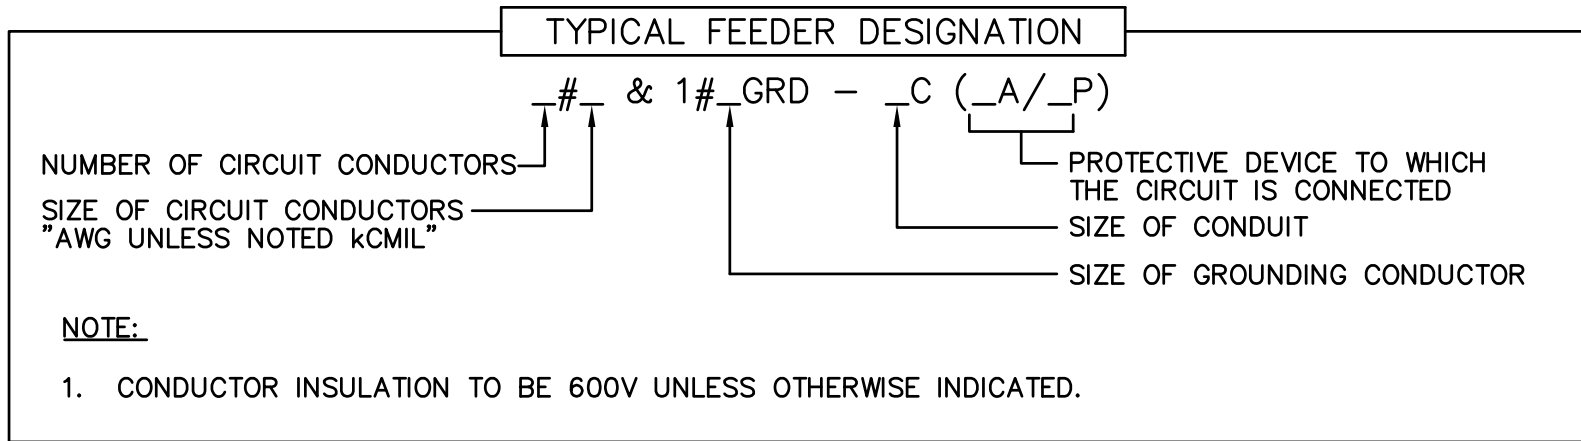 TYPICAL FEEDER DESIGNATION
_#_ & 1#_GRD - _C (_A/_P)
NUMBER OF CIRCUIT CONDUCTORS
SIZE OF CIRCUIT CONDUCTORS
"AWG UNLESS NOTED kCMIL"
PROTECTIVE DEVICE TO WHICH
THE CIRCUIT IS CONNECTED
SIZE OF CONDUIT
SIZE OF GROUNDING CONDUCTOR
NOTE:
1. CONDUCTOR INSULATION TO BE 600V UNLESS OTHERWISE INDICATED.